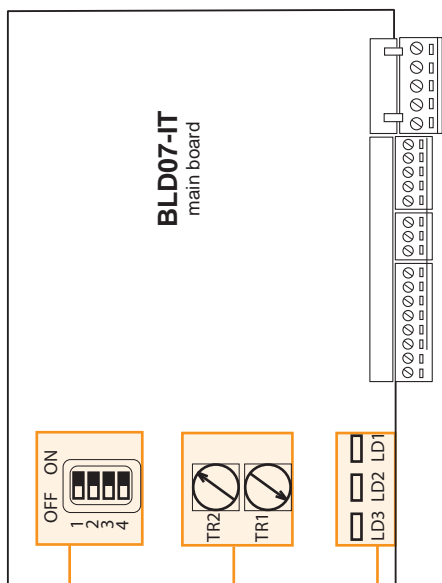 BLD07-IT
main board
OFF ON
1
2
3
4
TR2
TR1
LD3
LD2
LD1